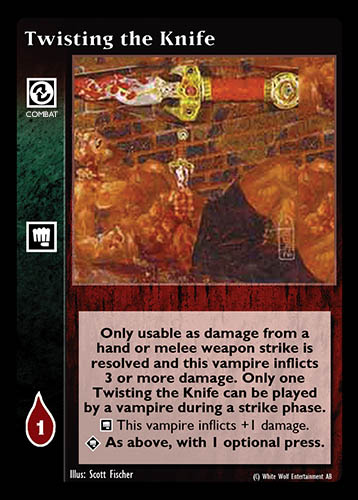 Twisting the Knife
COMBAT
Only usable as damage from a
hand or melee weapon strike is
resolved and this vampire inflicts
3 or more damage. Only one
Twisting the Knife can be played
by a vampire during a strike phase.
This vampire inflicts +1 damage.
As above, with 1 optional press.
1
Illus: Scott Fischer
(C) White Wolf Entertainment AB